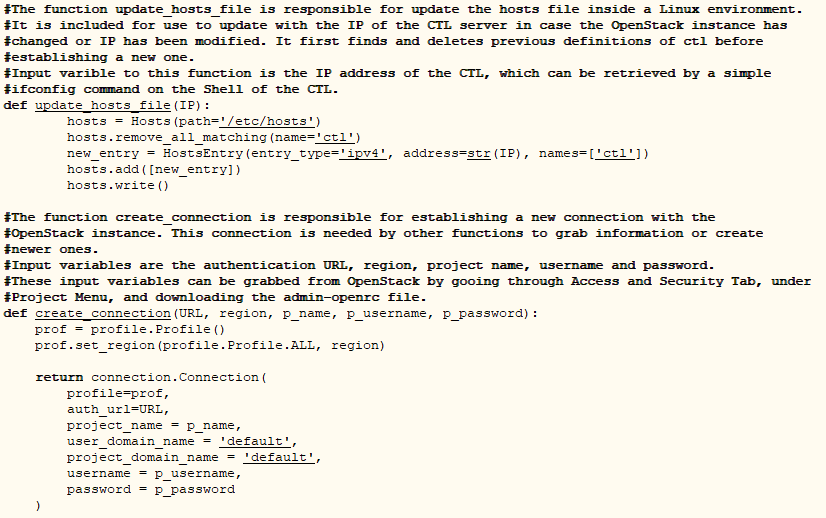 #The function update_hosts_file is responsible for update the hosts file inside a Linux environment.
#It is included for use to update with the IP of the CTL server in case the OpenStack instance has
#changed or IP has been modified. It first finds and deletes previous definitions of ctl before
#establishing a new one.
#Input varible to this function is the IP address of the CTL, which can be retrieved by a simple
#ifconfig command on the Shell of the CTL.
def update_hosts_file(IP):
        hosts = Hosts(path='/etc/hosts')
        hosts.remove_all_matching(name='ctl')
        new_entry = HostsEntry(entry_type='ipv4', address=str(IP), names=['ctl'])
        hosts.add([new_entry])
        hosts.write()

#The function create_connection is responsible for establishing a new connection with the
#OpenStack instance. This connection is needed by other functions to grab information or create
#newer ones.
#Input variables are the authentication URL, region, project name, username and password.
#These input variables can be grabbed from OpenStack by gooing through Access and Security Tab, under
#Project Menu, and downloading the admin-openrc file.
def create_connection(URL, region, p_name, p_username, p_password):
    prof = profile.Profile()
    prof.set_region(profile.Profile.ALL, region)

    return connection.Connection(
        profile=prof,
        auth_url=URL,
        project_name = p_name,
        user_domain_name = 'default',
        project_domain_name = 'default',
        username = p_username,
        password = p_password
    )